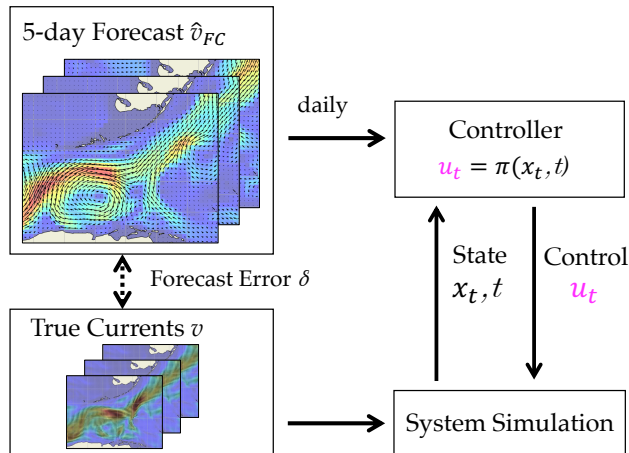 5-day Forecast v̂_FC
daily
Controller
u_t = π(x_t, t)
Forecast Error δ
State
x_t, t
Control
u_t
True Currents v
System Simulation